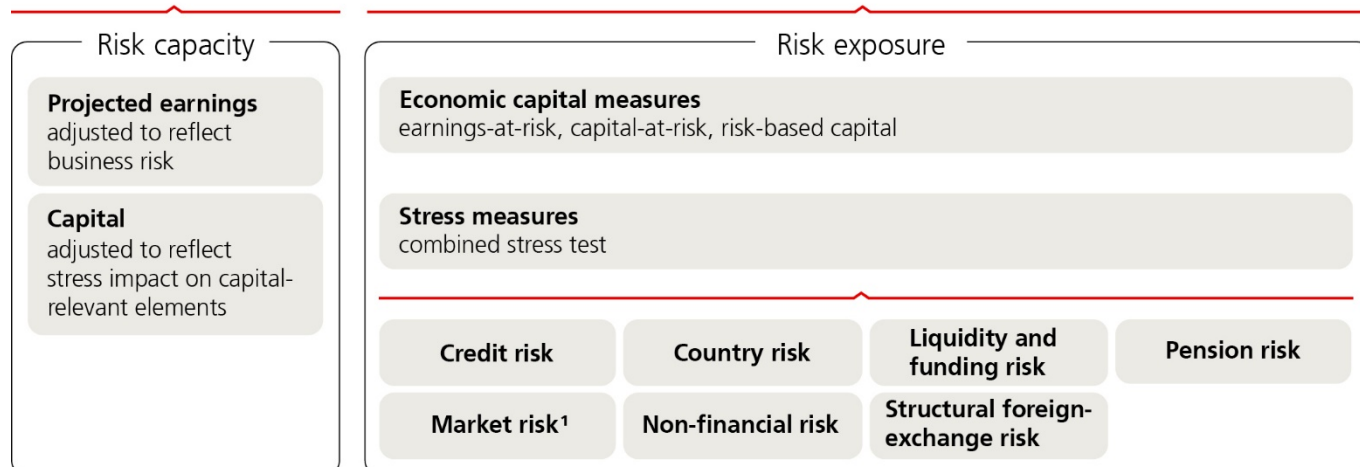 Risk capacity
Projected earnings
adjusted to reflect
business risk
Capital
adjusted to reflect
stress impact on capital-
relevant elements
Risk exposure
Economic capital measures
earnings-at-risk, capital-at-risk, risk-based capital
Stress measures
combined stress test
Credit risk
Country risk
Liquidity and
funding risk
Pension risk
Market risk¹
Non-financial risk
Structural foreign-
exchange risk